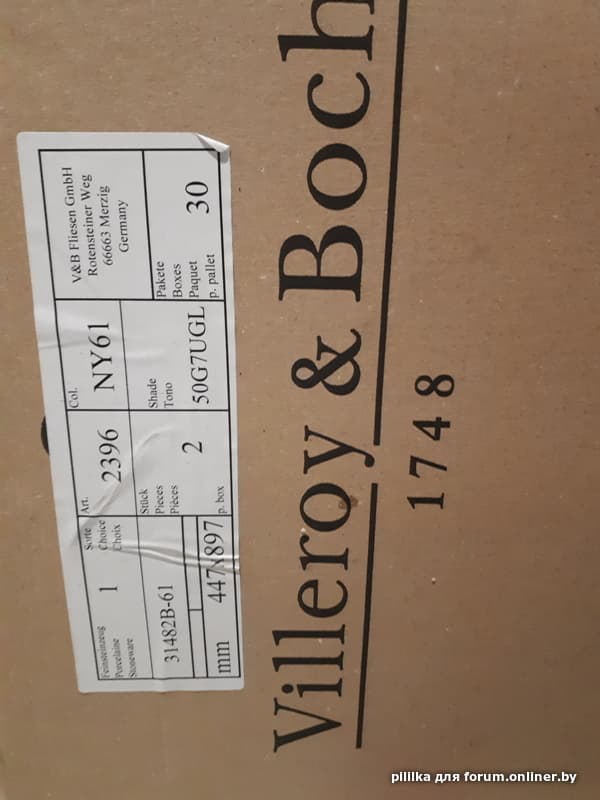 Feinsteinzeug
Porcelaine
Stoneware
1
Sorte
Choice
Choix
Art.
2396
Col.
NY61
V&B Fliesen GmbH
Rotensteiner Weg
66663 Merzig
Germany
31482B-61
Stück
Pieces
Pièces
2
p. box
Shade
Tono
50G7UGL
Pakete
Boxes
Paquet
p. pallet
30
mm
447x897
Villeroy & Boch
1748
pililka для forum.onliner.by